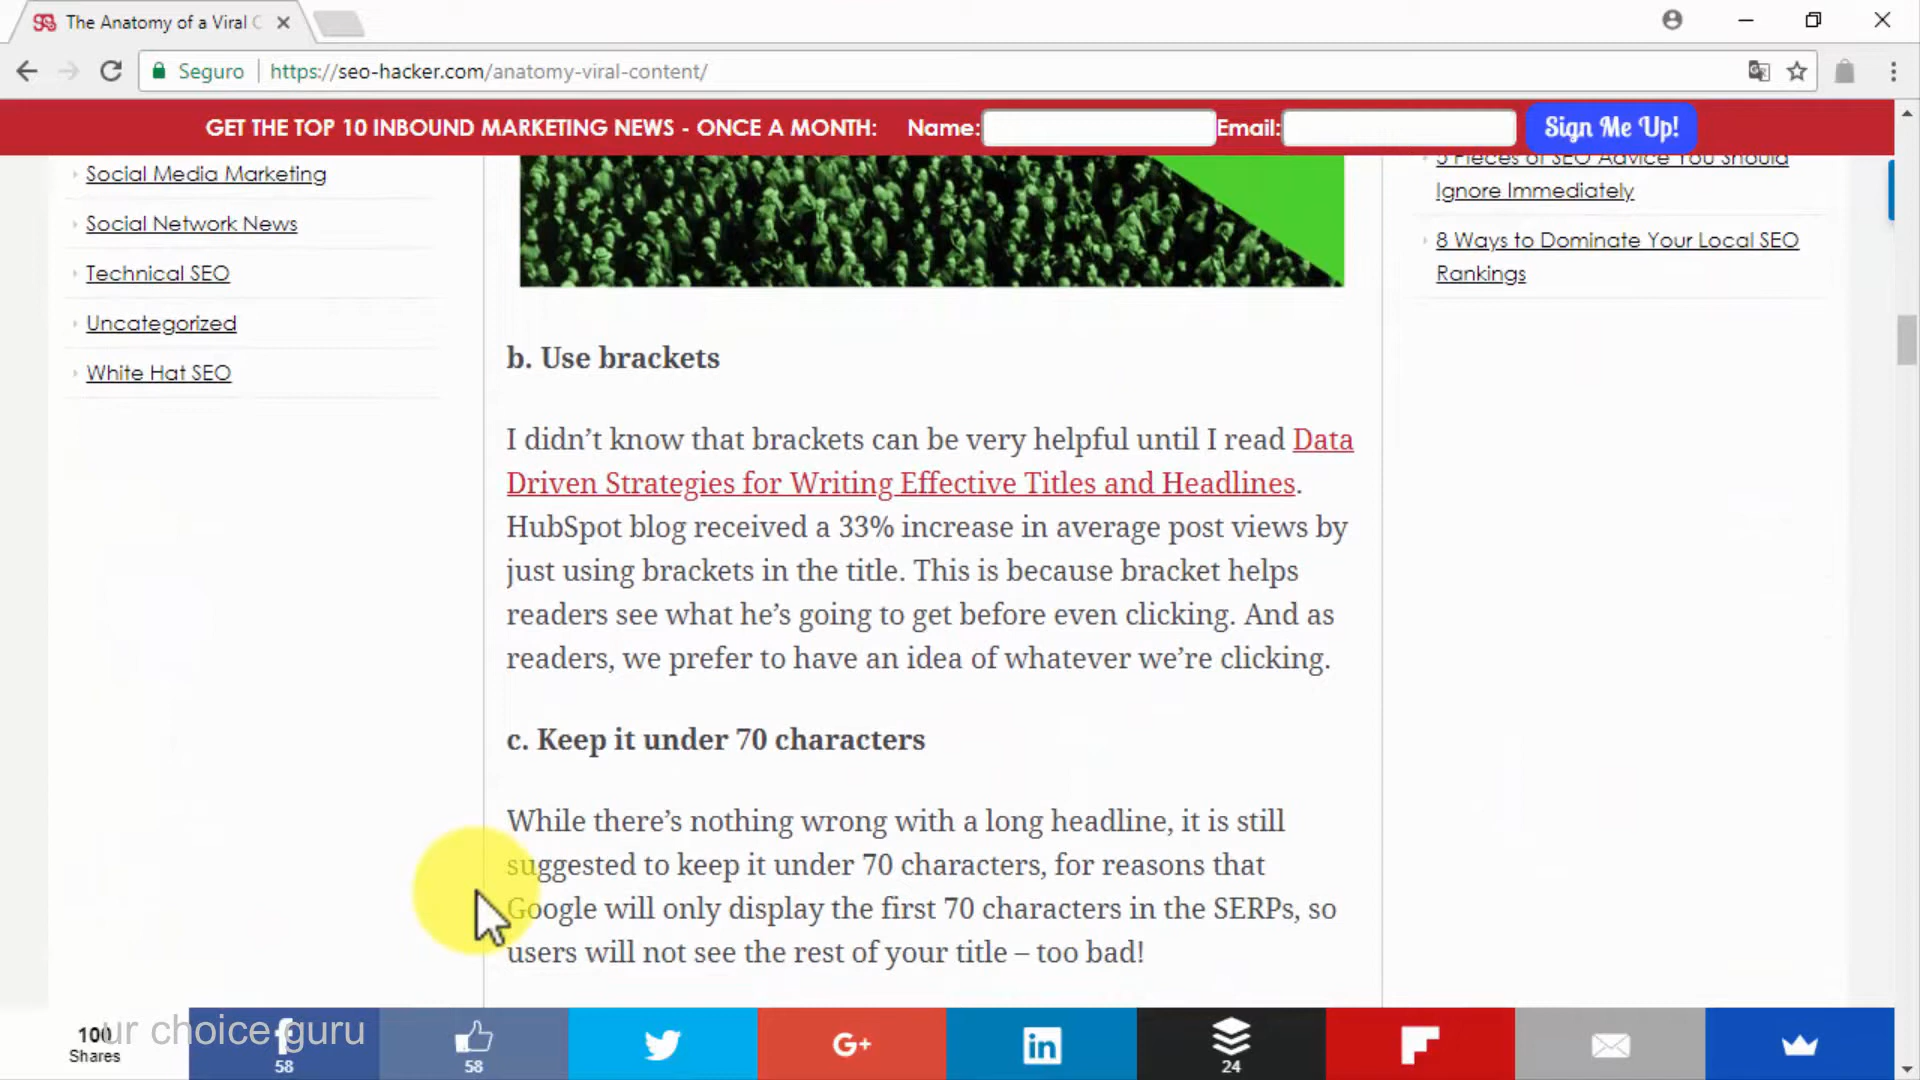 The Anatomy of a Viral C
Seguro
https://seo-hacker.com/anatomy-viral-content/
GET THE TOP 10 INBOUND MARKETING NEWS - ONCE A MONTH:
Name:
Email:
Sign Me Up!
Social Media Marketing
Social Network News
Technical SEO
Uncategorized
White Hat SEO
b. Use brackets
I didn’t know that brackets can be very helpful until I read Data
Driven Strategies for Writing Effective Titles and Headlines.
HubSpot blog received a 33% increase in average post views by
just using brackets in the title. This is because bracket helps
readers see what he’s going to get before even clicking. And as
readers, we prefer to have an idea of whatever we’re clicking.
c. Keep it under 70 characters
While there’s nothing wrong with a long headline, it is still
suggested to keep it under 70 characters, for reasons that
Google will only display the first 70 characters in the SERPs, so
users will not see the rest of your title – too bad!
5 Pieces of SEO Advice You Should
Ignore Immediately
8 Ways to Dominate Your Local SEO
Rankings
100
Shares
58
58
G+
in
24
ur choice guru